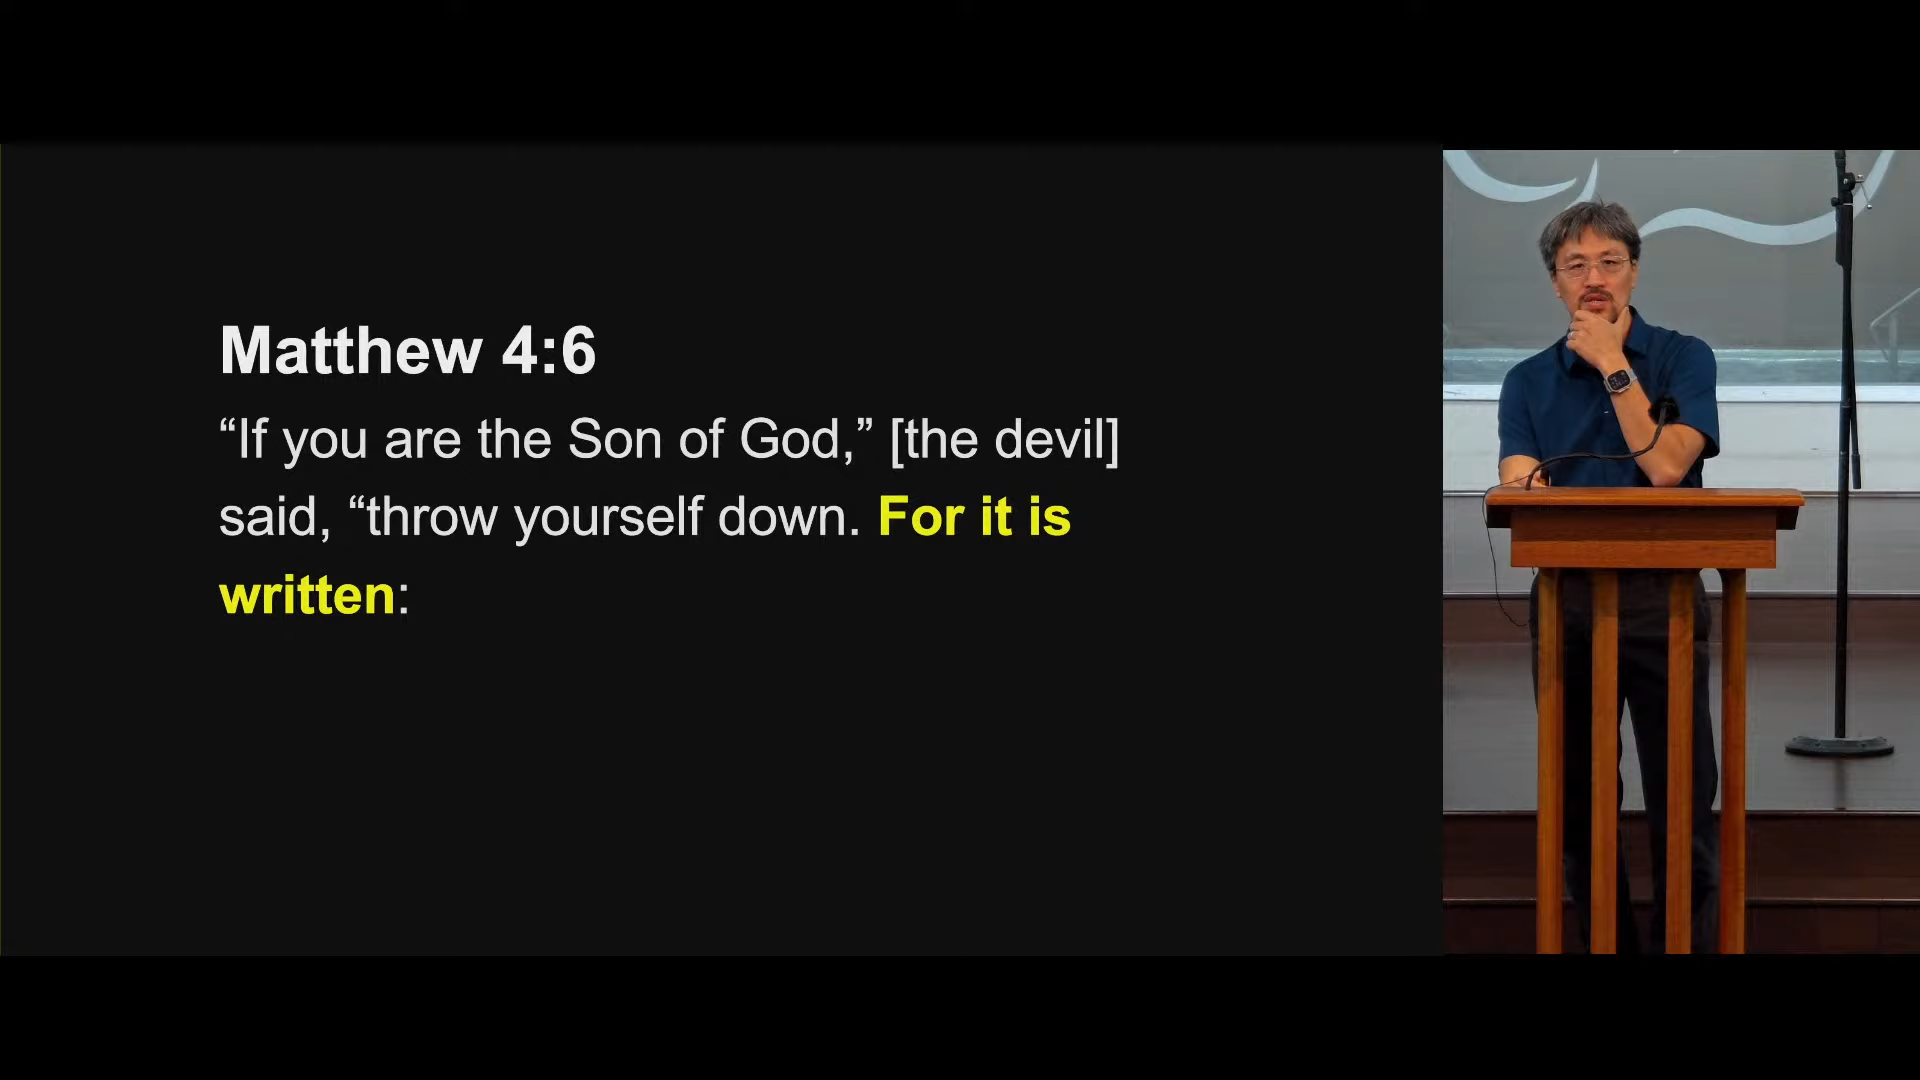 Matthew 4:6
“If you are the Son of God,” [the devil]
said, “throw yourself down. For it is
written: